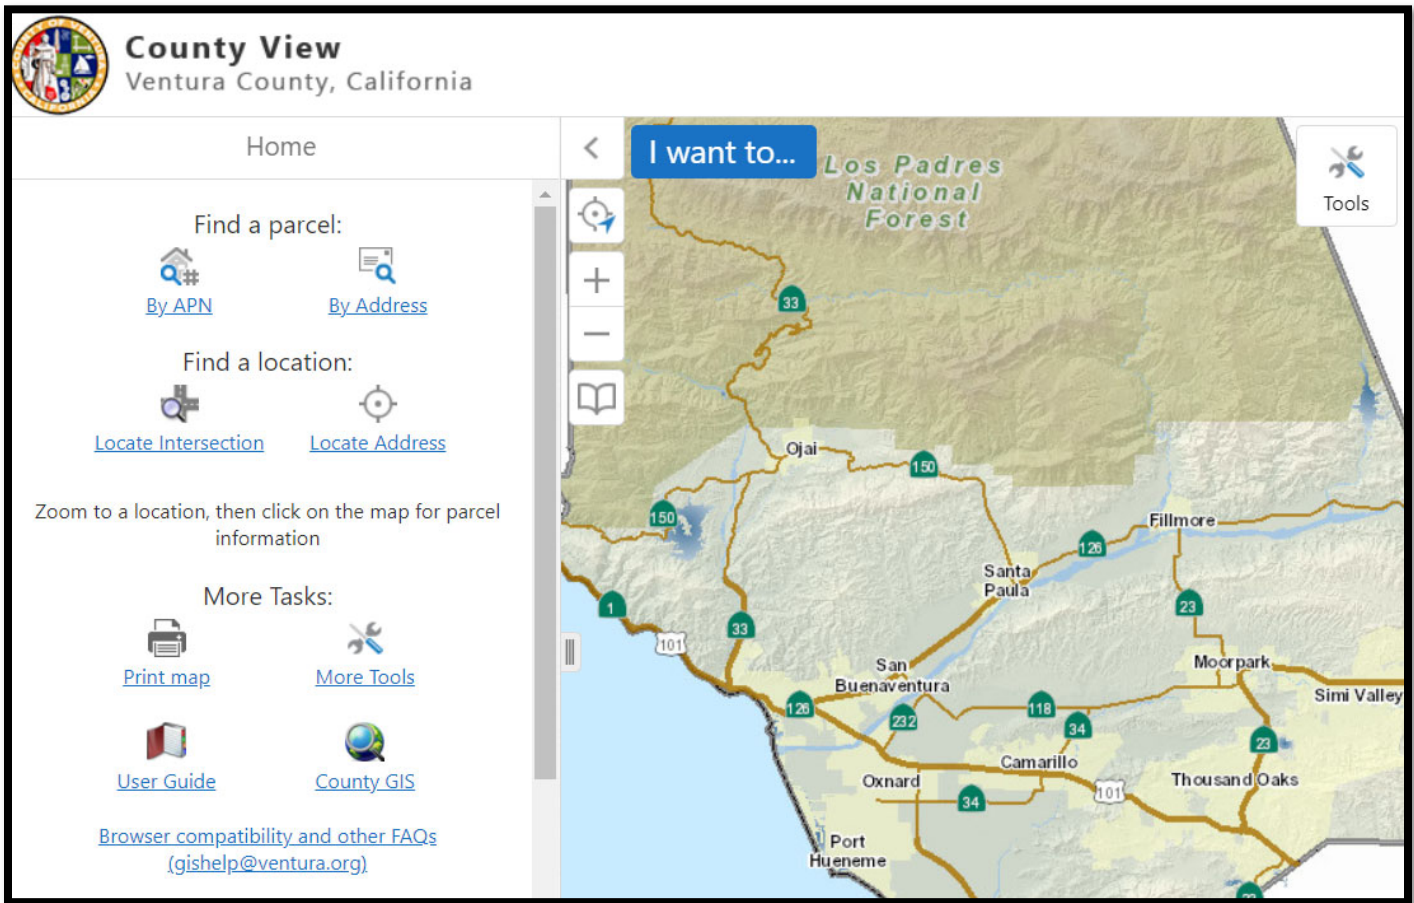 County View
Ventura County, California
Home
I want to...
Tools
Find a parcel:
By APN
By Address
Find a location:
Locate Intersection
Locate Address
Zoom to a location, then click on the map for parcel
information
More Tasks:
Print map
More Tools
User Guide
County GIS
Browser compatibility and other FAQs
(gishelp@ventura.org)
Los Padres
National
Forest
33
Ojai
150
150
Fillmore
126
Santa
Paula
1
23
33
101
Moorpark
San
Buenaventura
Simi Valley
126
232
118
34
23
Camarillo
Oxnard
Thousand Oaks
101
34
Port
Hueneme